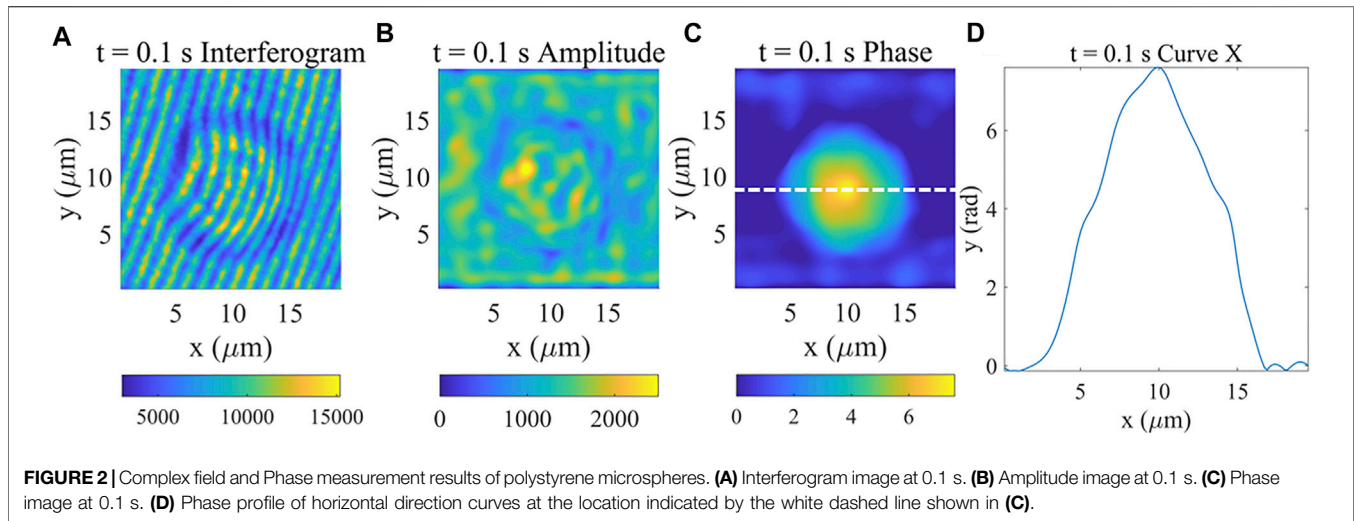 A
t = 0.1 s Interferogram
15
10
5
y (μm)
5 10 15
x (μm)
5000 10000 15000
B
t = 0.1 s Amplitude
15
10
5
y (μm)
5 10 15
x (μm)
0 1000 2000
C
t = 0.1 s Phase
15
10
5
y (μm)
5 10 15
x (μm)
0 2 4 6
D
t = 0.1 s Curve X
6
4
2
0
y (rad)
5 10 15
x (μm)
FIGURE 2 | Complex field and Phase measurement results of polystyrene microspheres. (A) Interferogram image at 0.1 s. (B) Amplitude image at 0.1 s. (C) Phase
image at 0.1 s. (D) Phase profile of horizontal direction curves at the location indicated by the white dashed line shown in (C).